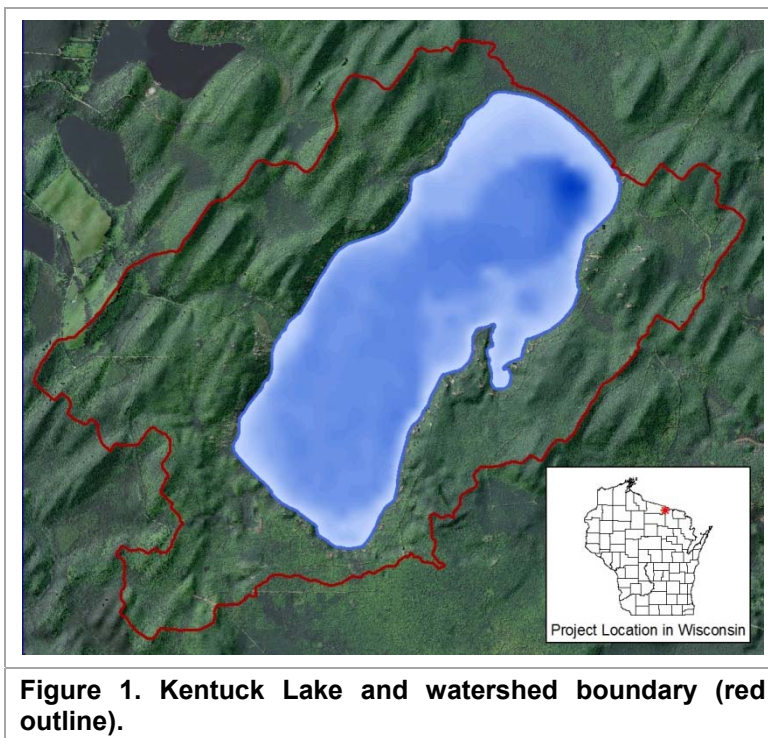 Project Location in Wisconsin
Figure 1. Kentuck Lake and watershed boundary (red
outline).